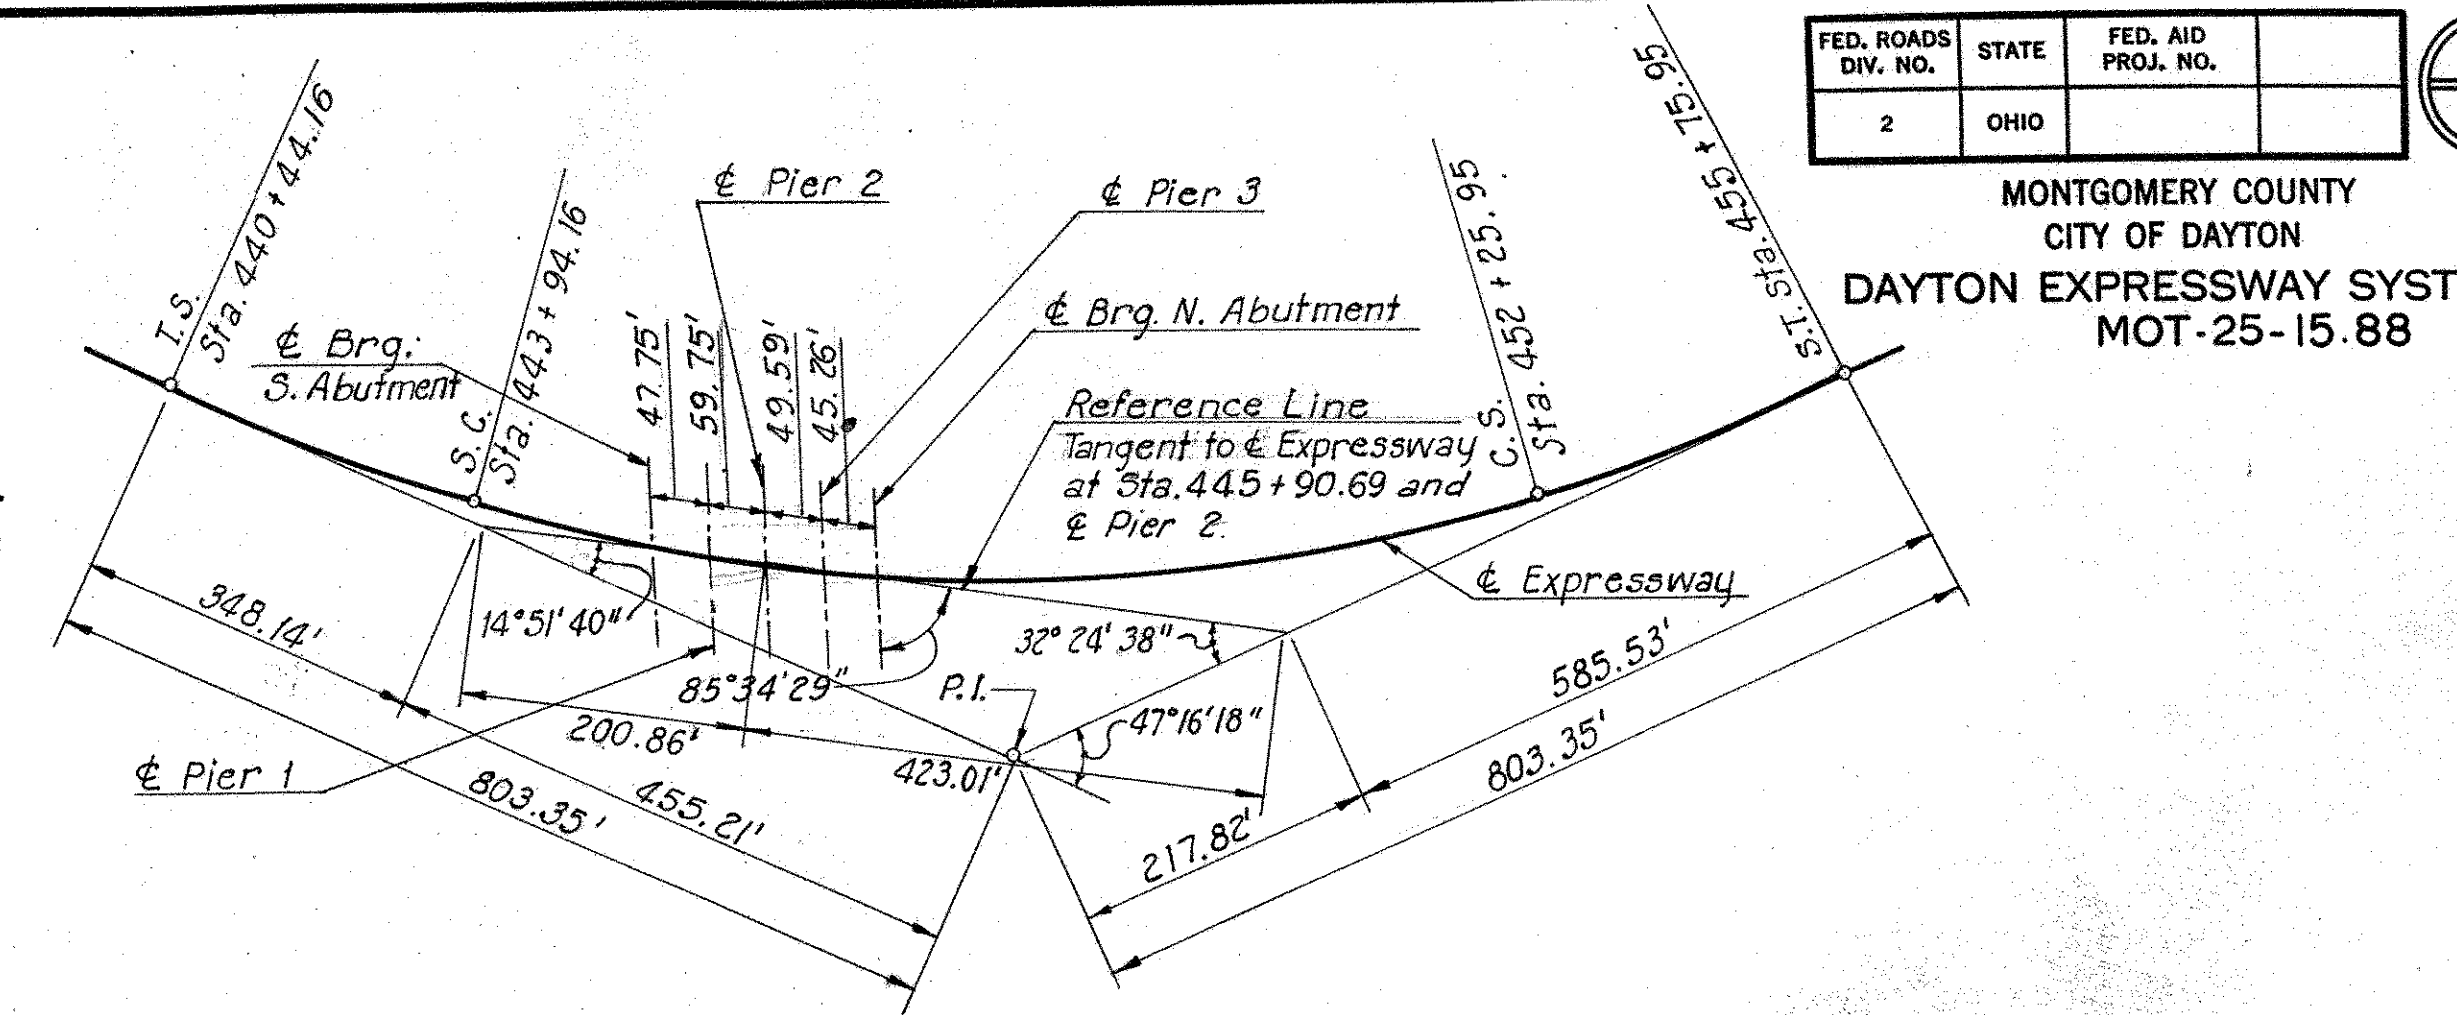 FED. ROADS DIV. NO.
STATE
FED. AID PROJ. NO.
2
OHIO
MONTGOMERY COUNTY
CITY OF DAYTON
DAYTON EXPRESSWAY SYST
MOT-25-15.88
T.S.
Sta. 440 + 44.16
℄ Brg.
S. Abutment
S.C.
Sta. 443 + 94.16
47.75'
59.75'
℄ Pier 2
49.59'
45.26'
℄ Pier 3
℄ Brg. N. Abutment
Reference Line
Tangent to ℄ Expressway
at Sta. 445 + 90.69 and
℄ Pier 2.
C.S.
Sta. 452 + 25.95
S.T. Sta. 455 + 75.95
℄ Expressway
348.14'
14°51'40"
32° 24' 38"
85°34'29"
P.I.
47°16'18"
200.86'
423.01'
585.53'
803.35'
℄ Pier 1
803.35'
455.21'
217.82'